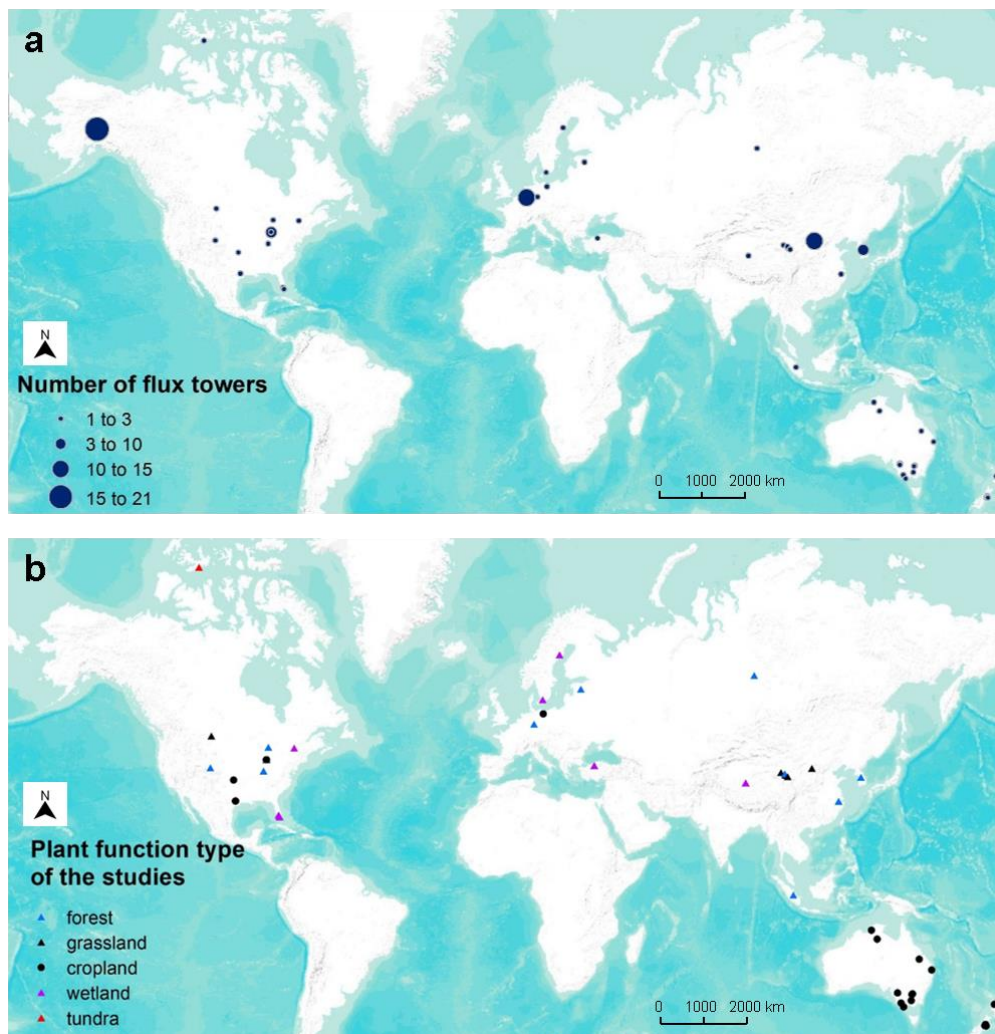 a
N
Number of flux towers
1 to 3
3 to 10
10 to 15
15 to 21
0 1000 2000 km
b
N
Plant function type
of the studies
forest
grassland
cropland
wetland
tundra
0 1000 2000 km